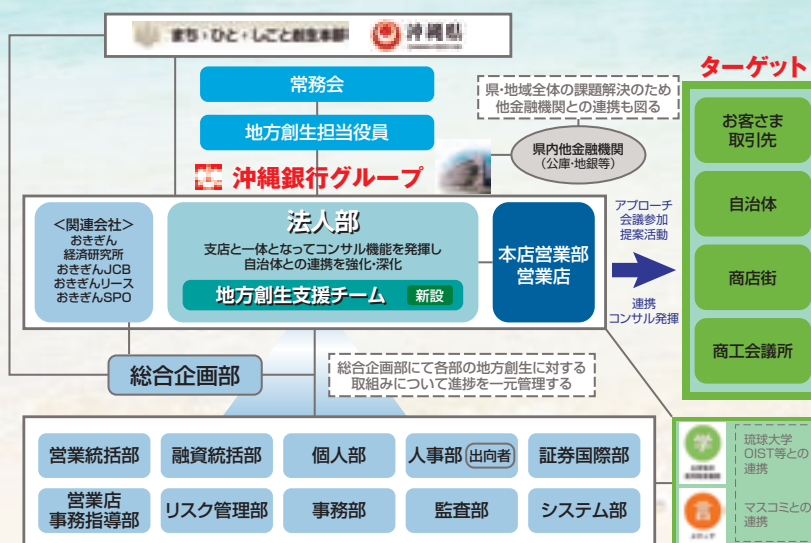 まち・ひと・しごと創生本部
沖縄県
常務会
地方創生担当役員
県・地域全体の課題解決のため
他金融機関との連携も図る
県内他金融機関
（公庫・地銀等）
沖縄銀行グループ
ターゲット
お客さま
取引先
自治体
商店街
商工会議所
＜関連会社＞
おきぎん
経済研究所
おきぎんJCB
おきぎんリース
おきぎんSPO
法人部
支店と一体となってコンサル機能を発揮し
自治体との連携を強化・深化
地方創生支援チーム 新設
本店営業部
営業店
アプローチ
会議参加
提案活動
連携
コンサル発揮
総合企画部
総合企画部にて各部の地方創生に対する
取組みについて進捗を一元管理する
営業統括部 融資統括部 個人部 人事部 出向者 証券国際部
営業店
事務指導部
リスク管理部 事務部 監査部 システム部
学
琉球大学
OIST等との
連携
言
マスコミとの
連携